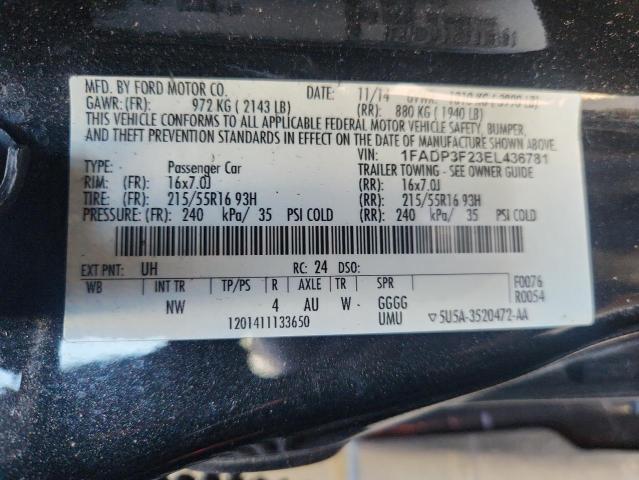 MFD. BY FORD MOTOR CO. DATE: 11/14 GVWR: 1810 KG ( 3990 LB)
GAWR: (FR): 972 KG ( 2143 LB) (RR): 880 KG ( 1940 LB)
THIS VEHICLE CONFORMS TO ALL APPLICABLE FEDERAL MOTOR VEHICLE SAFETY, BUMPER,
AND THEFT PREVENTION STANDARDS IN EFFECT ON THE DATE OF MANUFACTURE SHOWN ABOVE.
VIN: 1FADP3F23EL436781
TYPE: Passenger Car TRAILER TOWING - SEE OWNER GUIDE
RIM: (FR) 16x7.0J (RR): 16x7.0J
TIRE: (FR) 215/55R16 93H (RR): 215/55R16 93H
PRESSURE: (FR) 240 kPa/ 35 PSI COLD (RR): 240 kPa/ 35 PSI COLD
EXT PNT: UH RC: 24 DSO:
WB INT TR TP/PS R AXLE TR SPR F0076
NW 4 AU W GGGG R0054
1201411133650 UMU ▽5U5A-3520472-AA